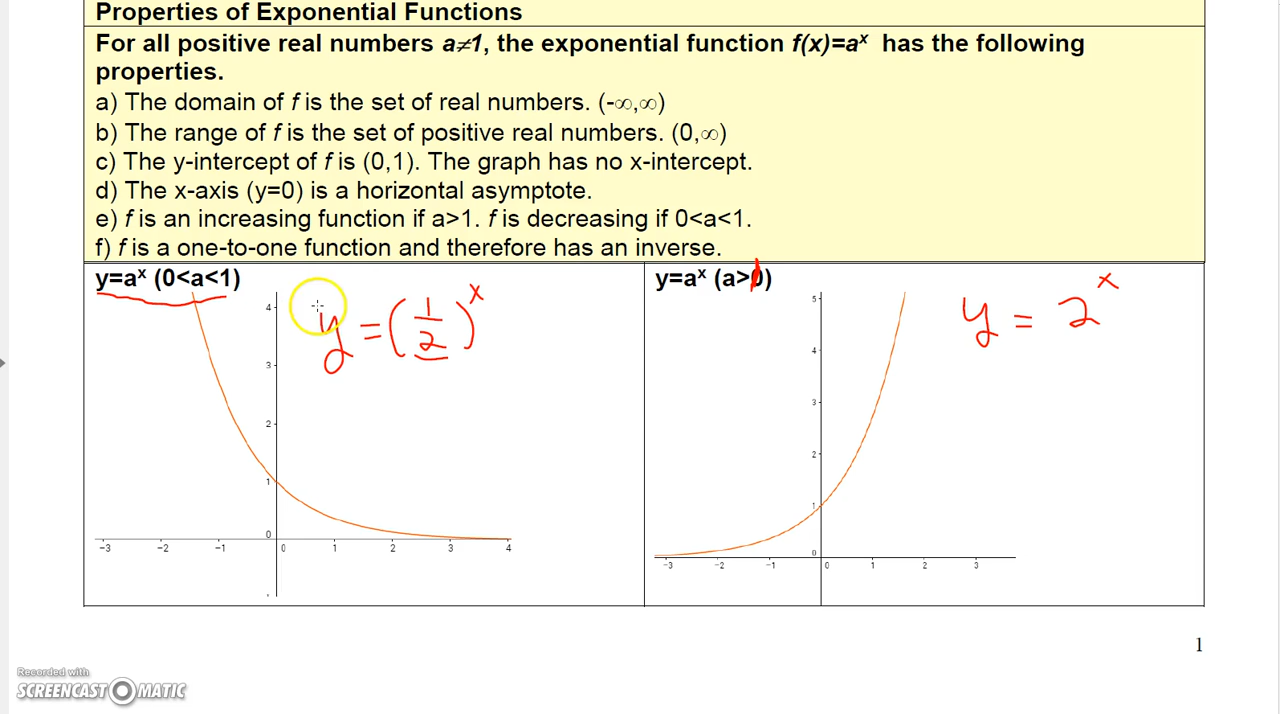 Properties of Exponential Functions
For all positive real numbers a≠1, the exponential function f(x)=aˣ has the following
properties.
a) The domain of f is the set of real numbers. (-∞,∞)
b) The range of f is the set of positive real numbers. (0,∞)
c) The y-intercept of f is (0,1). The graph has no x-intercept.
d) The x-axis (y=0) is a horizontal asymptote.
e) f is an increasing function if a>1. f is decreasing if 0<a<1.
f) f is a one-to-one function and therefore has an inverse.
y=aˣ (0<a<1)
y = (1/2)ˣ
4
3
2
1
0
-3 -2 -1 0 1 2 3 4
y=aˣ (a>0)
y = 2ˣ
5
4
3
2
1
0
-3 -2 -1 0 1 2 3
1
Recorded with
SCREENCAST O MATIC